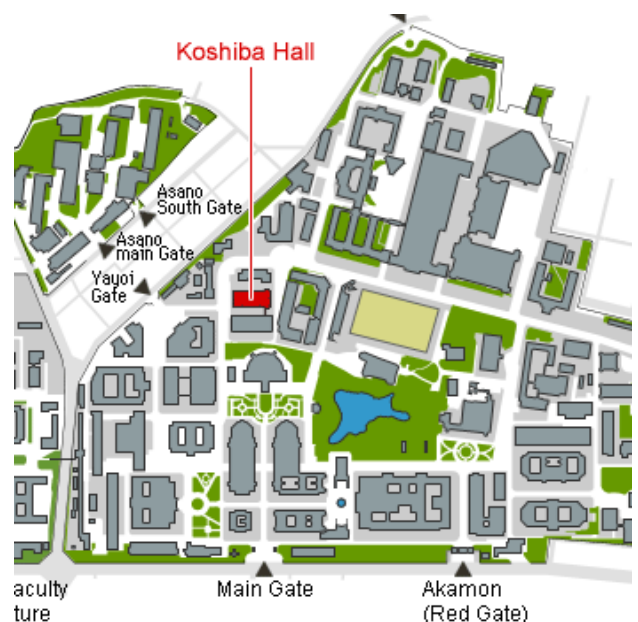 Koshiba Hall
Asano
South Gate
Asano
main Gate
Yayoi
Gate
aculty
ture
Main Gate
Akamon
(Red Gate)